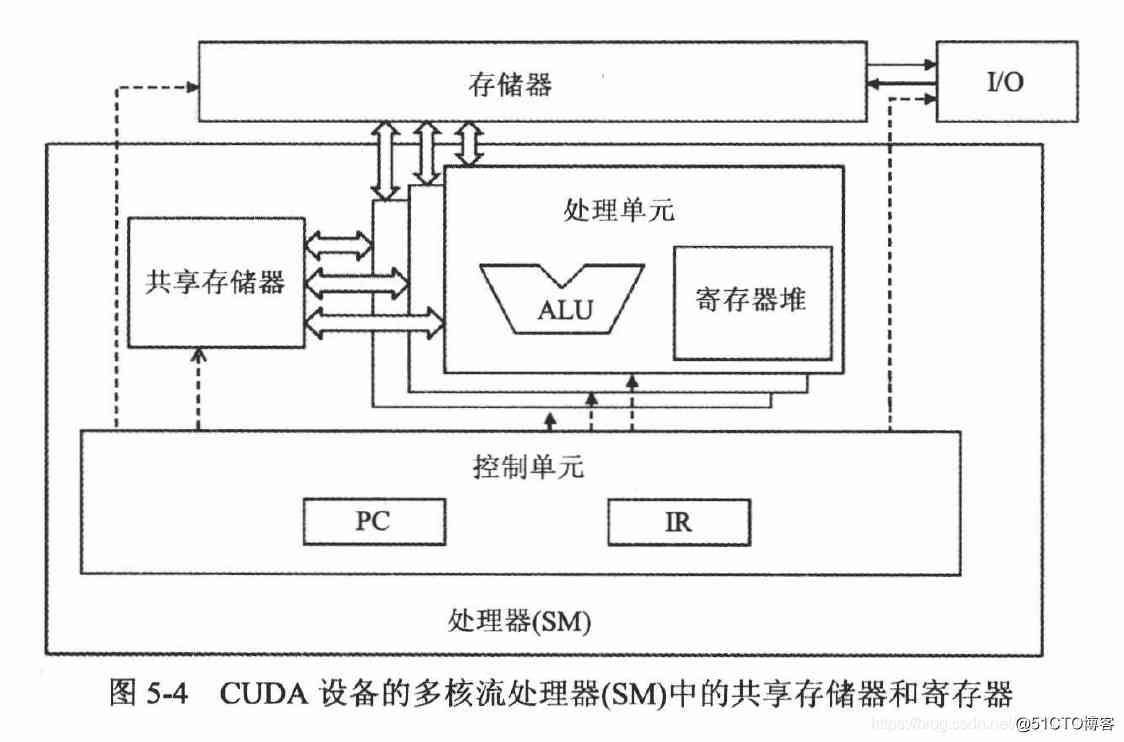 存储器
I/O
处理单元
共享存储器
ALU
寄存器堆
控制单元
PC
IR
处理器(SM)
图 5-4 CUDA 设备的多核流处理器(SM)中的共享存储器和寄存器
https://blog.csdn.net
@51CTO博客